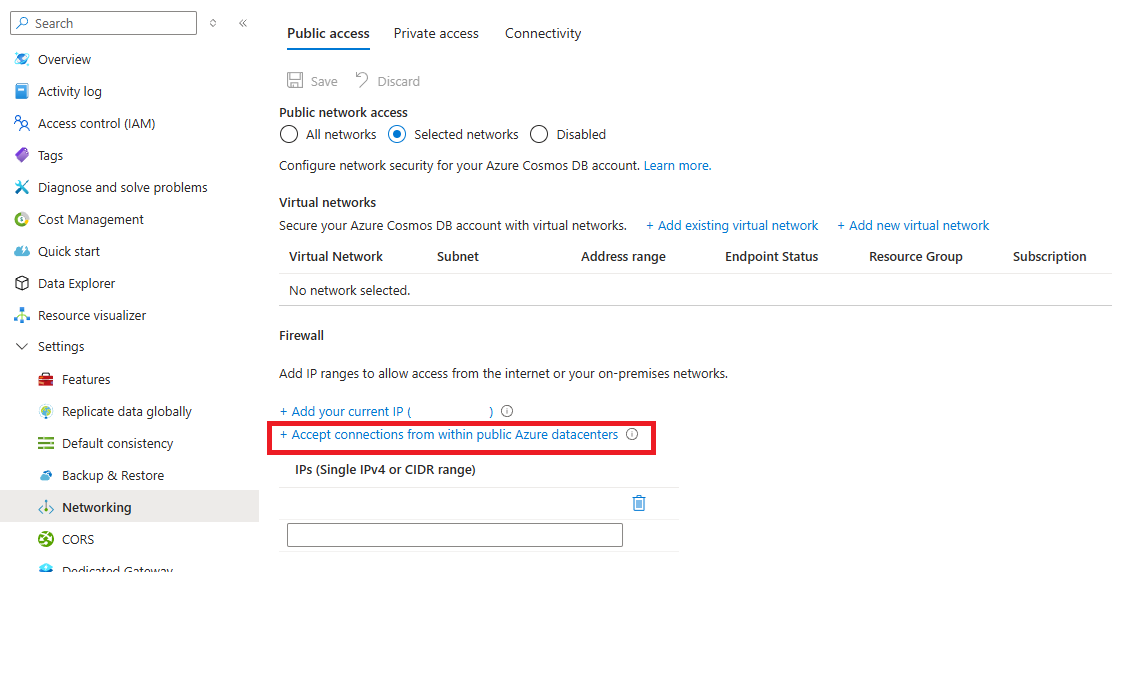 Search
Overview
Activity log
Access control (IAM)
Tags
Diagnose and solve problems
Cost Management
Quick start
Data Explorer
Resource visualizer
Settings
Features
Replicate data globally
Default consistency
Backup & Restore
Networking
CORS
Dedicated Gateway
Public access Private access Connectivity
Save Discard
Public network access
All networks Selected networks Disabled
Configure network security for your Azure Cosmos DB account. Learn more.
Virtual networks
Secure your Azure Cosmos DB account with virtual networks. + Add existing virtual network + Add new virtual network
Virtual Network Subnet Address range Endpoint Status Resource Group Subscription
No network selected.
Firewall
Add IP ranges to allow access from the internet or your on-premises networks.
+ Add your current IP ( )
+ Accept connections from within public Azure datacenters
IPs (Single IPv4 or CIDR range)